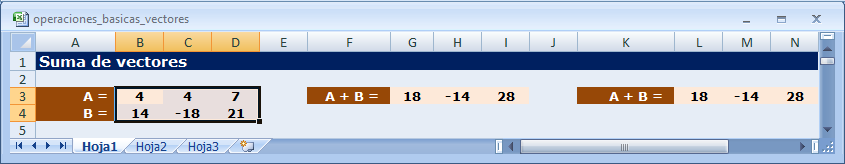 operaciones_basicas_vectores
A B C D E F G H I J K L M N
1 Suma de vectores
2
3 A = 4 4 7 A + B = 18 -14 28 A + B = 18 -14 28
4 B = 14 -18 21
5
Hoja1 Hoja2 Hoja3